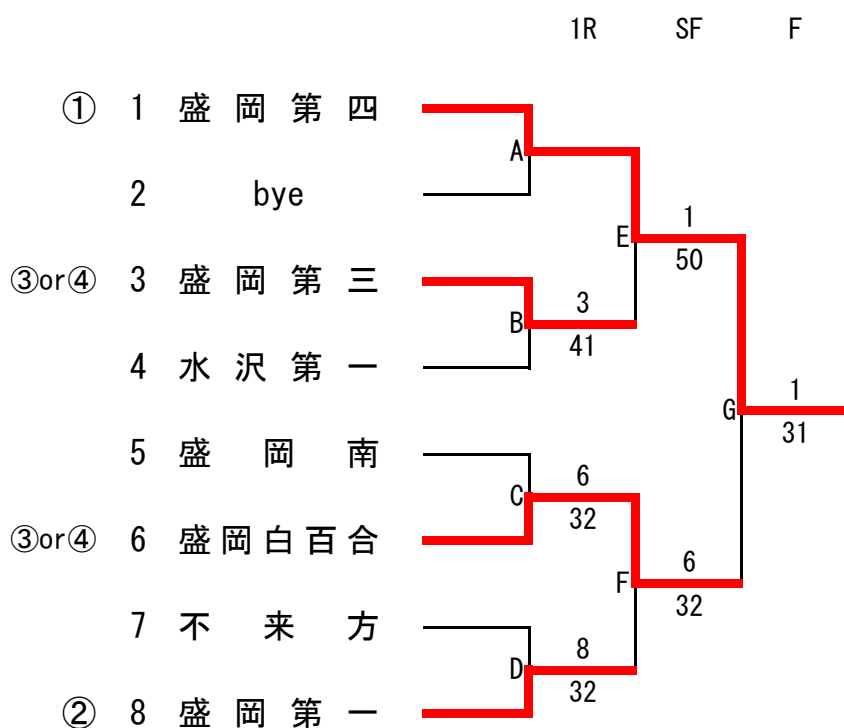 1R SF F
① 1 盛岡第四
A
2 bye
1
E
50
③or④ 3 盛岡第三
3
B
41
4 水沢第一
1
G
31
5 盛岡南
6
C
32
③or④ 6 盛岡白百合
6
F
32
7 不来方
8
D
32
② 8 盛岡第一